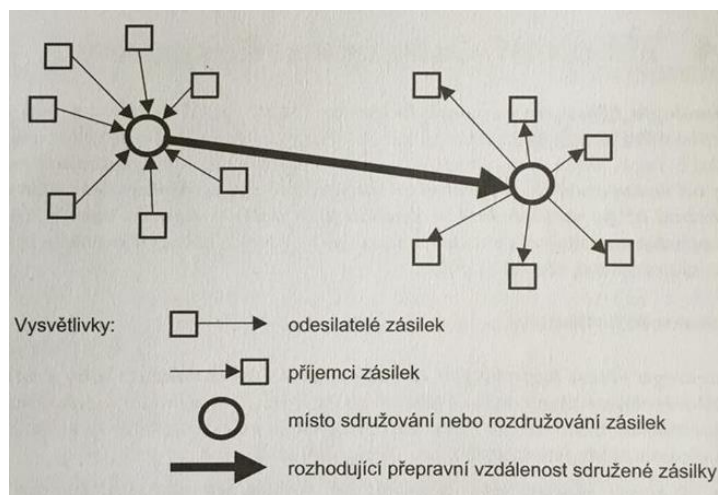 Vysvětlivky:
odesilatelé zásilek
příjemci zásilek
místo sdružování nebo rozdružování zásilek
rozhodující přepravní vzdálenost sdružené zásilky